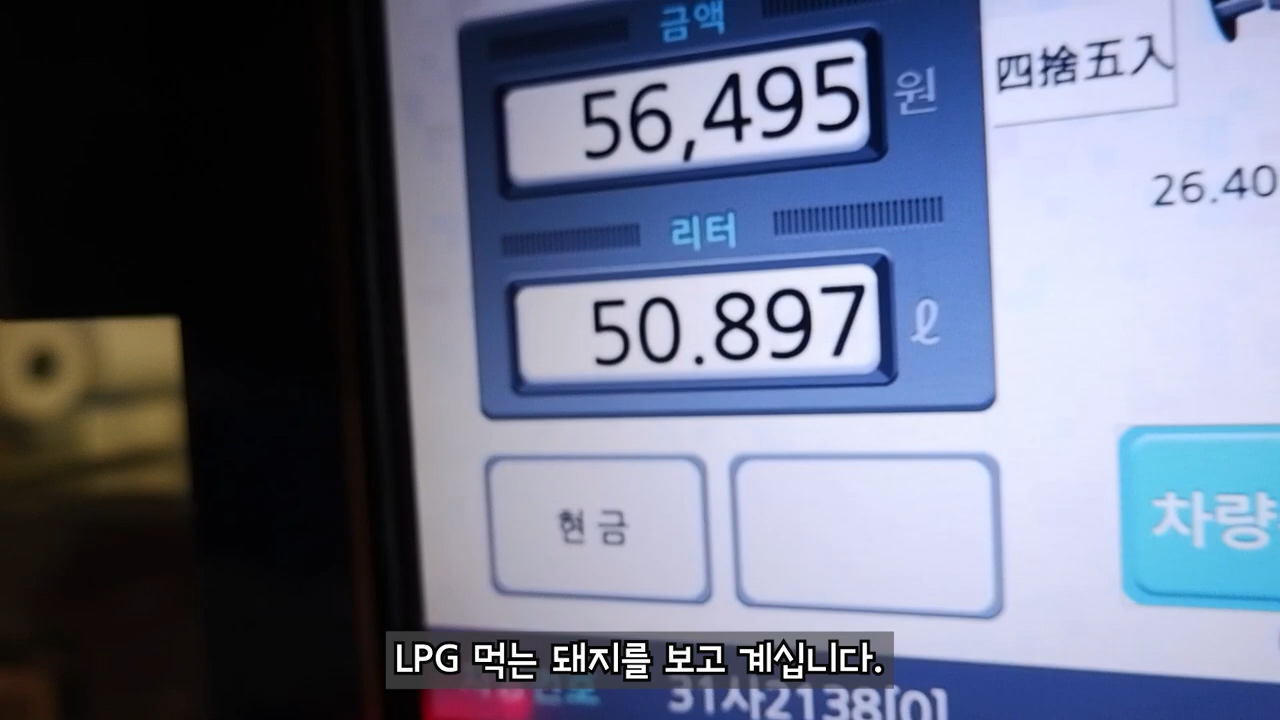 금액
56,495 원
四捨五入
26.40
리터
50.897 ℓ
현금
차량
LPG 먹는 돼지를 보고 계십니다.
31사2138[0]